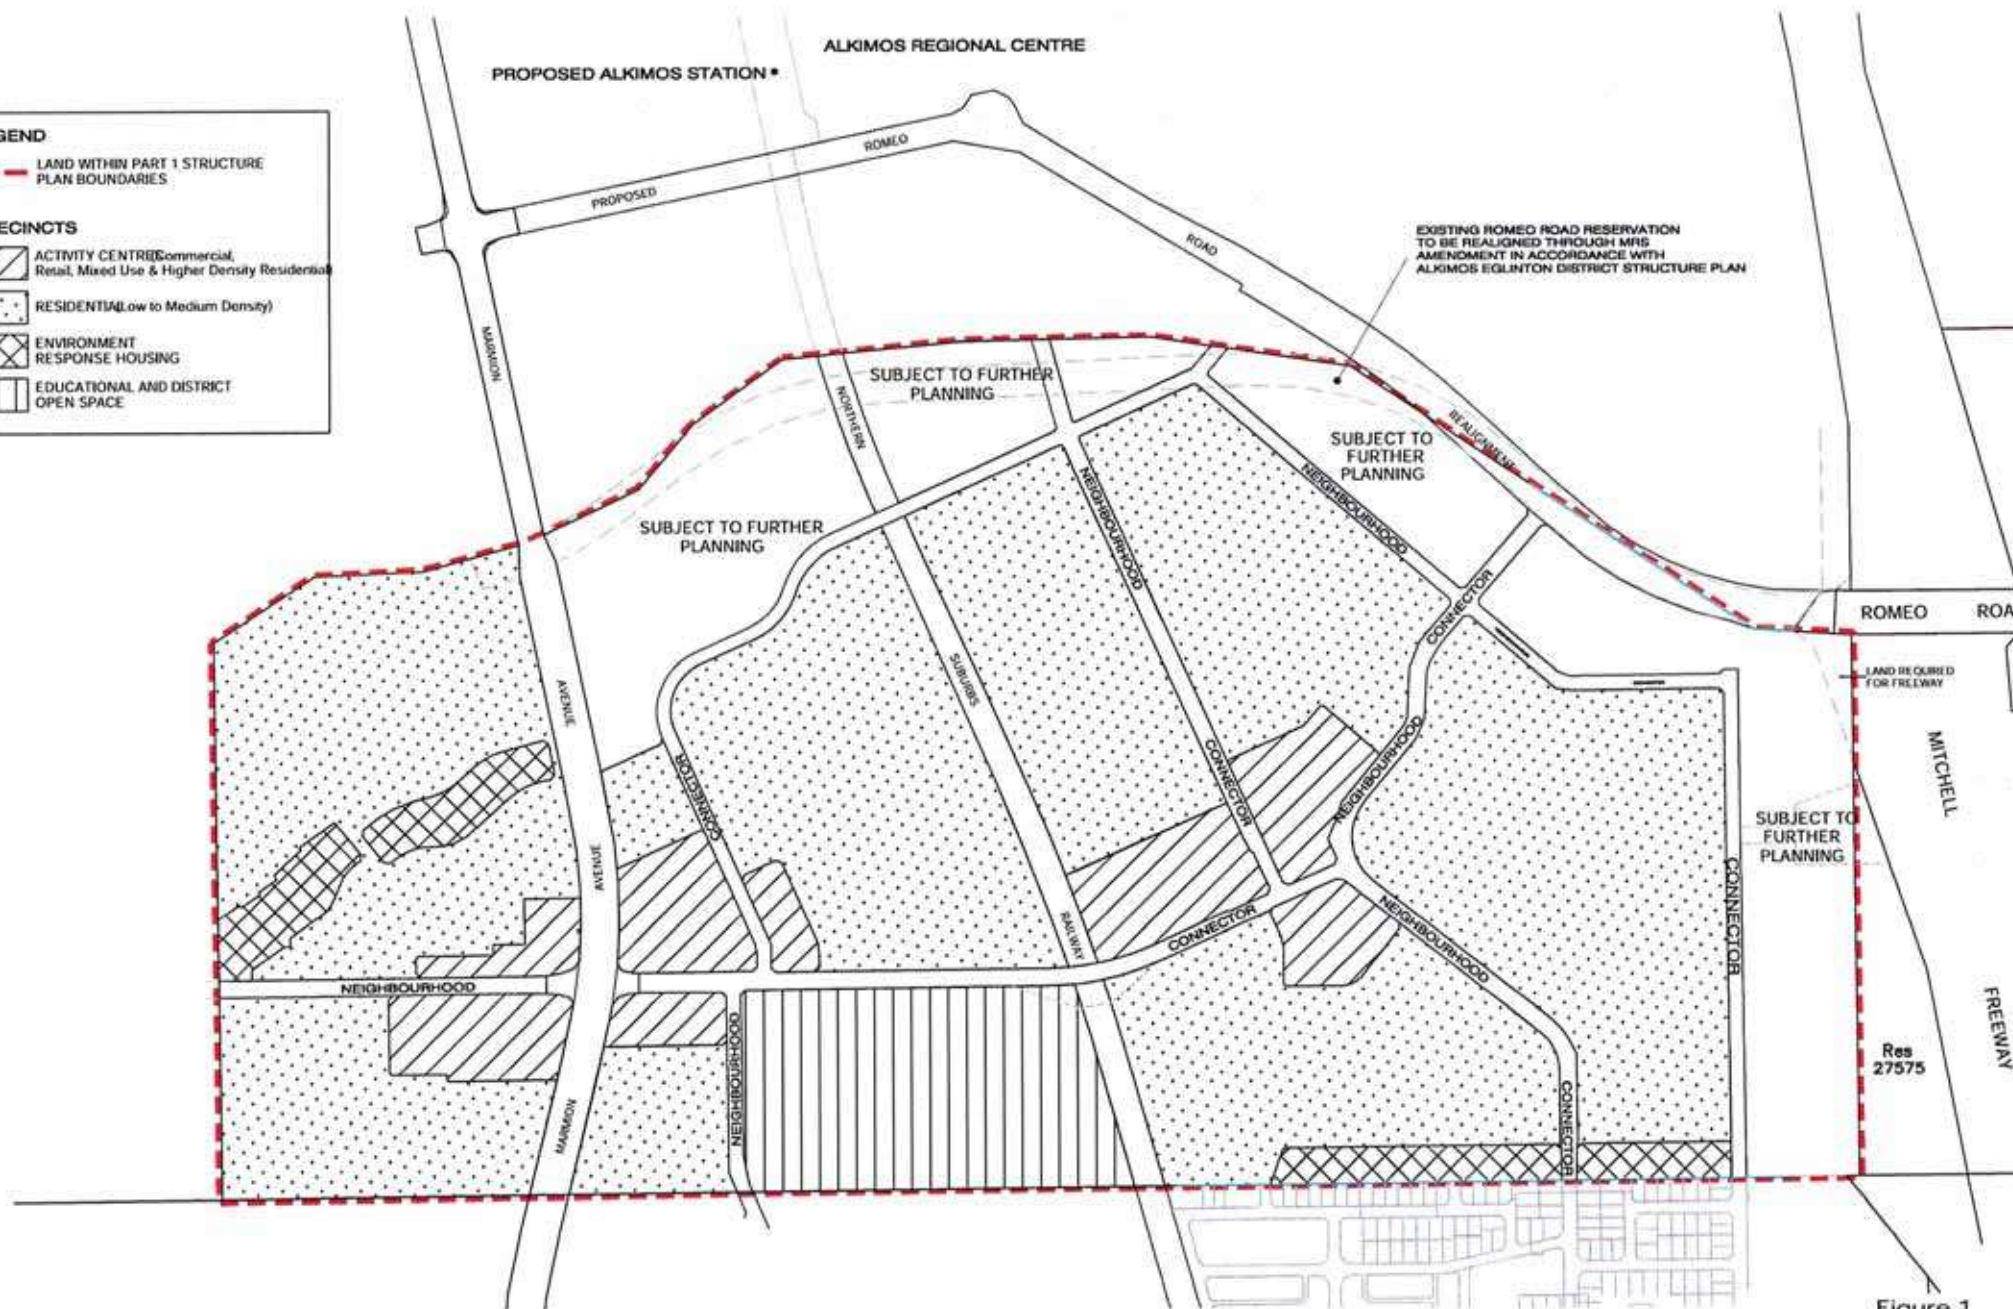 ALKIMOS REGIONAL CENTRE
PROPOSED ALKIMOS STATION
GEND
LAND WITHIN PART 1 STRUCTURE
PLAN BOUNDARIES
ECINCTS
ACTIVITY CENTRE(Commercial,
Retail, Mixed Use & Higher Density Residential
RESIDENTIAL(Low to Medium Density)
ENVIRONMENT
RESPONSE HOUSING
EDUCATIONAL AND DISTRICT
OPEN SPACE
PROPOSED
ROMEO
ROAD
EXISTING ROMEO ROAD RESERVATION
TO BE REALIGNED THROUGH MRS
AMENDMENT IN ACCORDANCE WITH
ALKIMOS EGLINTON DISTRICT STRUCTURE PLAN
MARMION
NORTHERN
SUBJECT TO FURTHER
PLANNING
REALIGNMENT
SUBJECT TO
FURTHER
PLANNING
NEIGHBOURHOOD
NEIGHBOURHOOD
SUBJECT TO FURTHER
PLANNING
CONNECTOR
ROMEO
ROA
LAND REQUIRED
FOR FREEWAY
AVENUE
SUBURBS
CONNECTOR
CONNECTOR
NEIGHBOURHOOD
MITCHELL
SUBJECT TO
FURTHER
PLANNING
AVENUE
CONNECTOR
RAILWAY
CONNECTOR
NEIGHBOURHOOD
NEIGHBOURHOOD
FREEWAY
Res
27575
NEIGHBOURHOOD
MARMION
CONNECTOR
Figure 1